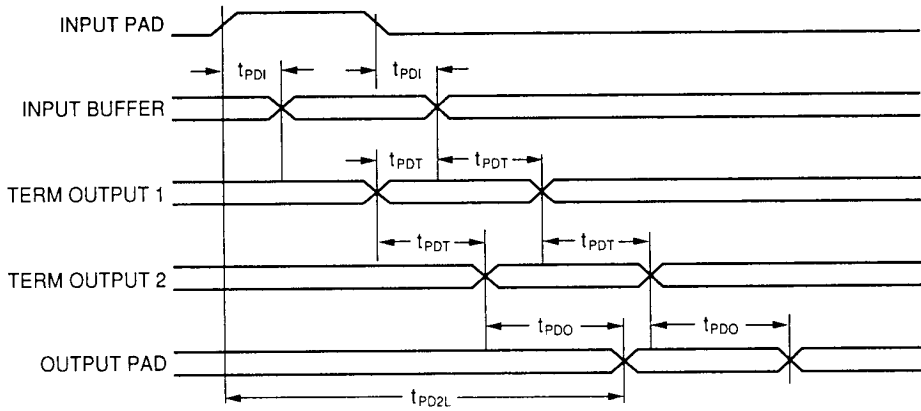 INPUT PAD
tPDI tPDI
INPUT BUFFER
tPDT tPDT
TERM OUTPUT 1
tPDT tPDT
TERM OUTPUT 2
tPDO tPDO
OUTPUT PAD
tPD2L